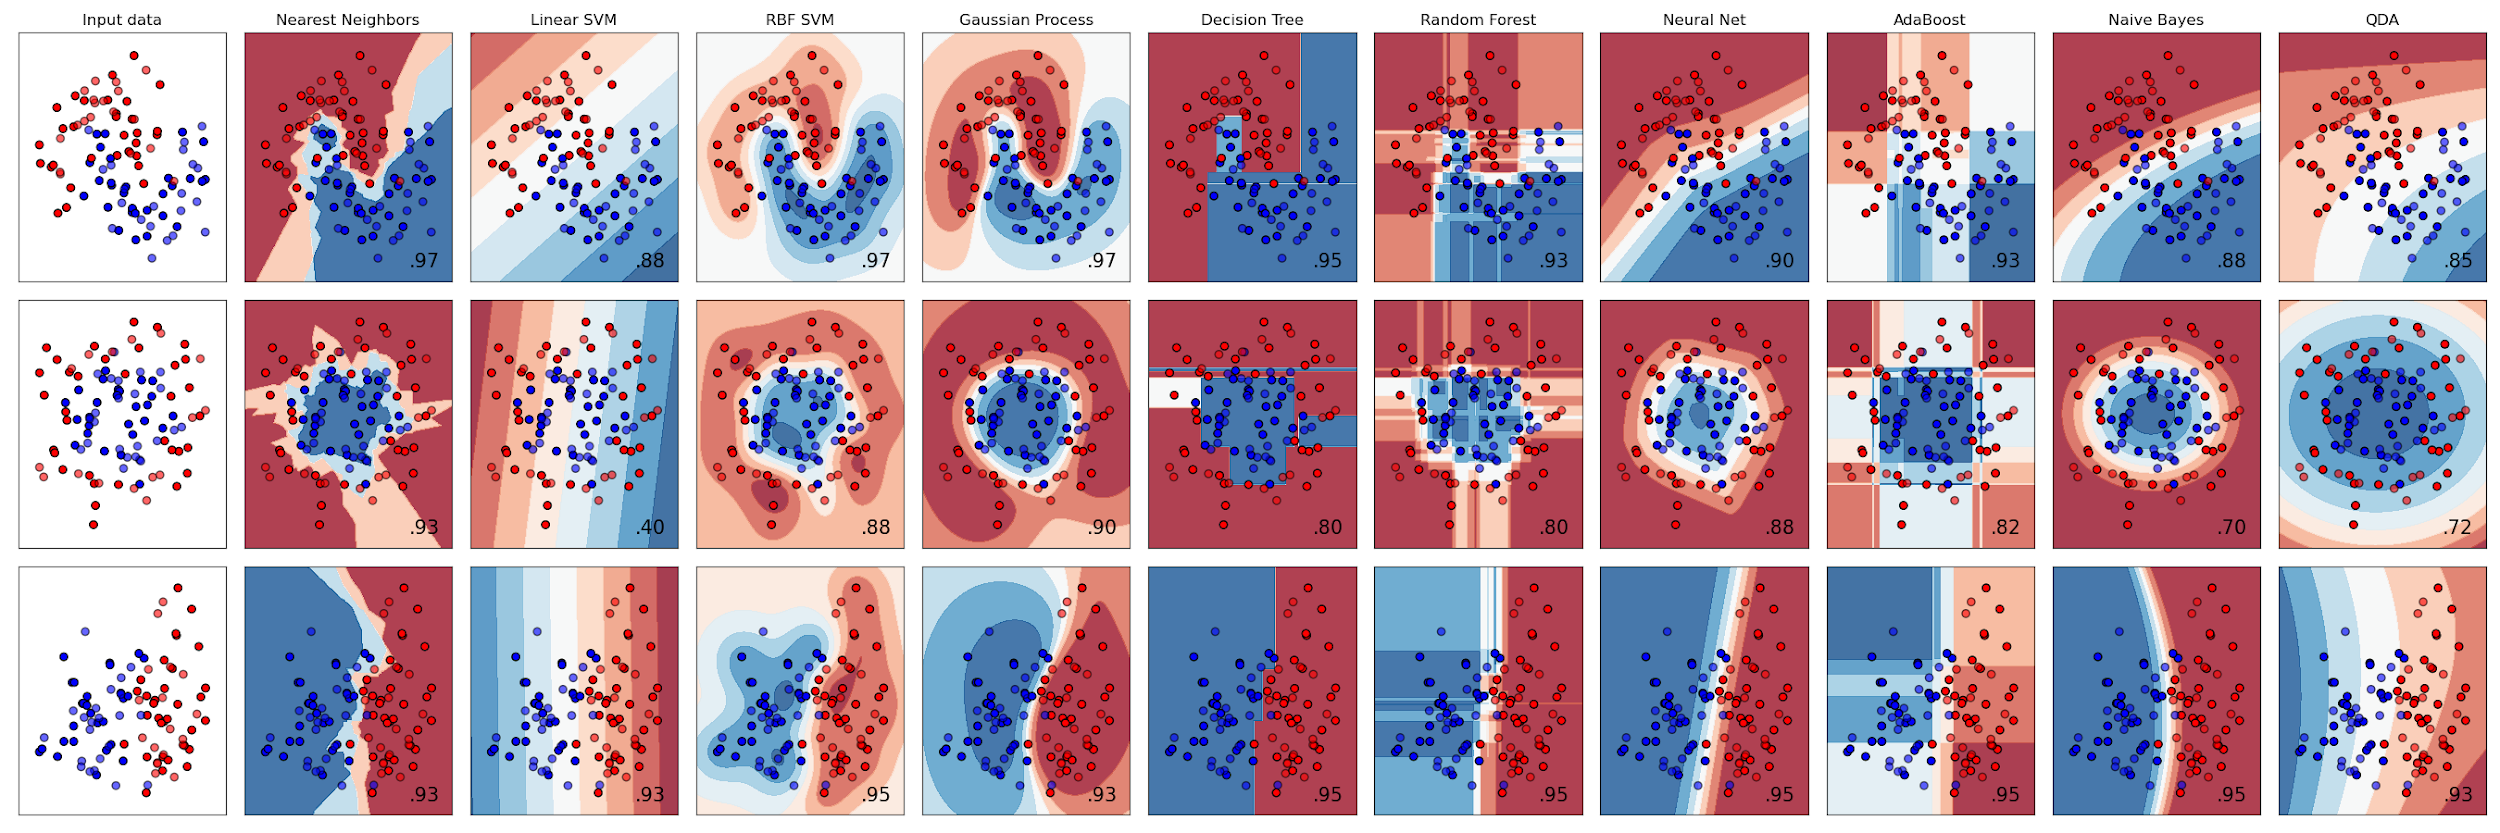 Input data Nearest Neighbors Linear SVM RBF SVM Gaussian Process Decision Tree Random Forest Neural Net AdaBoost Naive Bayes QDA
.97 .88 .97 .97 .95 .93 .90 .93 .88 .85
.93 .40 .88 .90 .80 .80 .88 .82 .70 .72
.93 .93 .95 .93 .95 .95 .95 .95 .95 .93